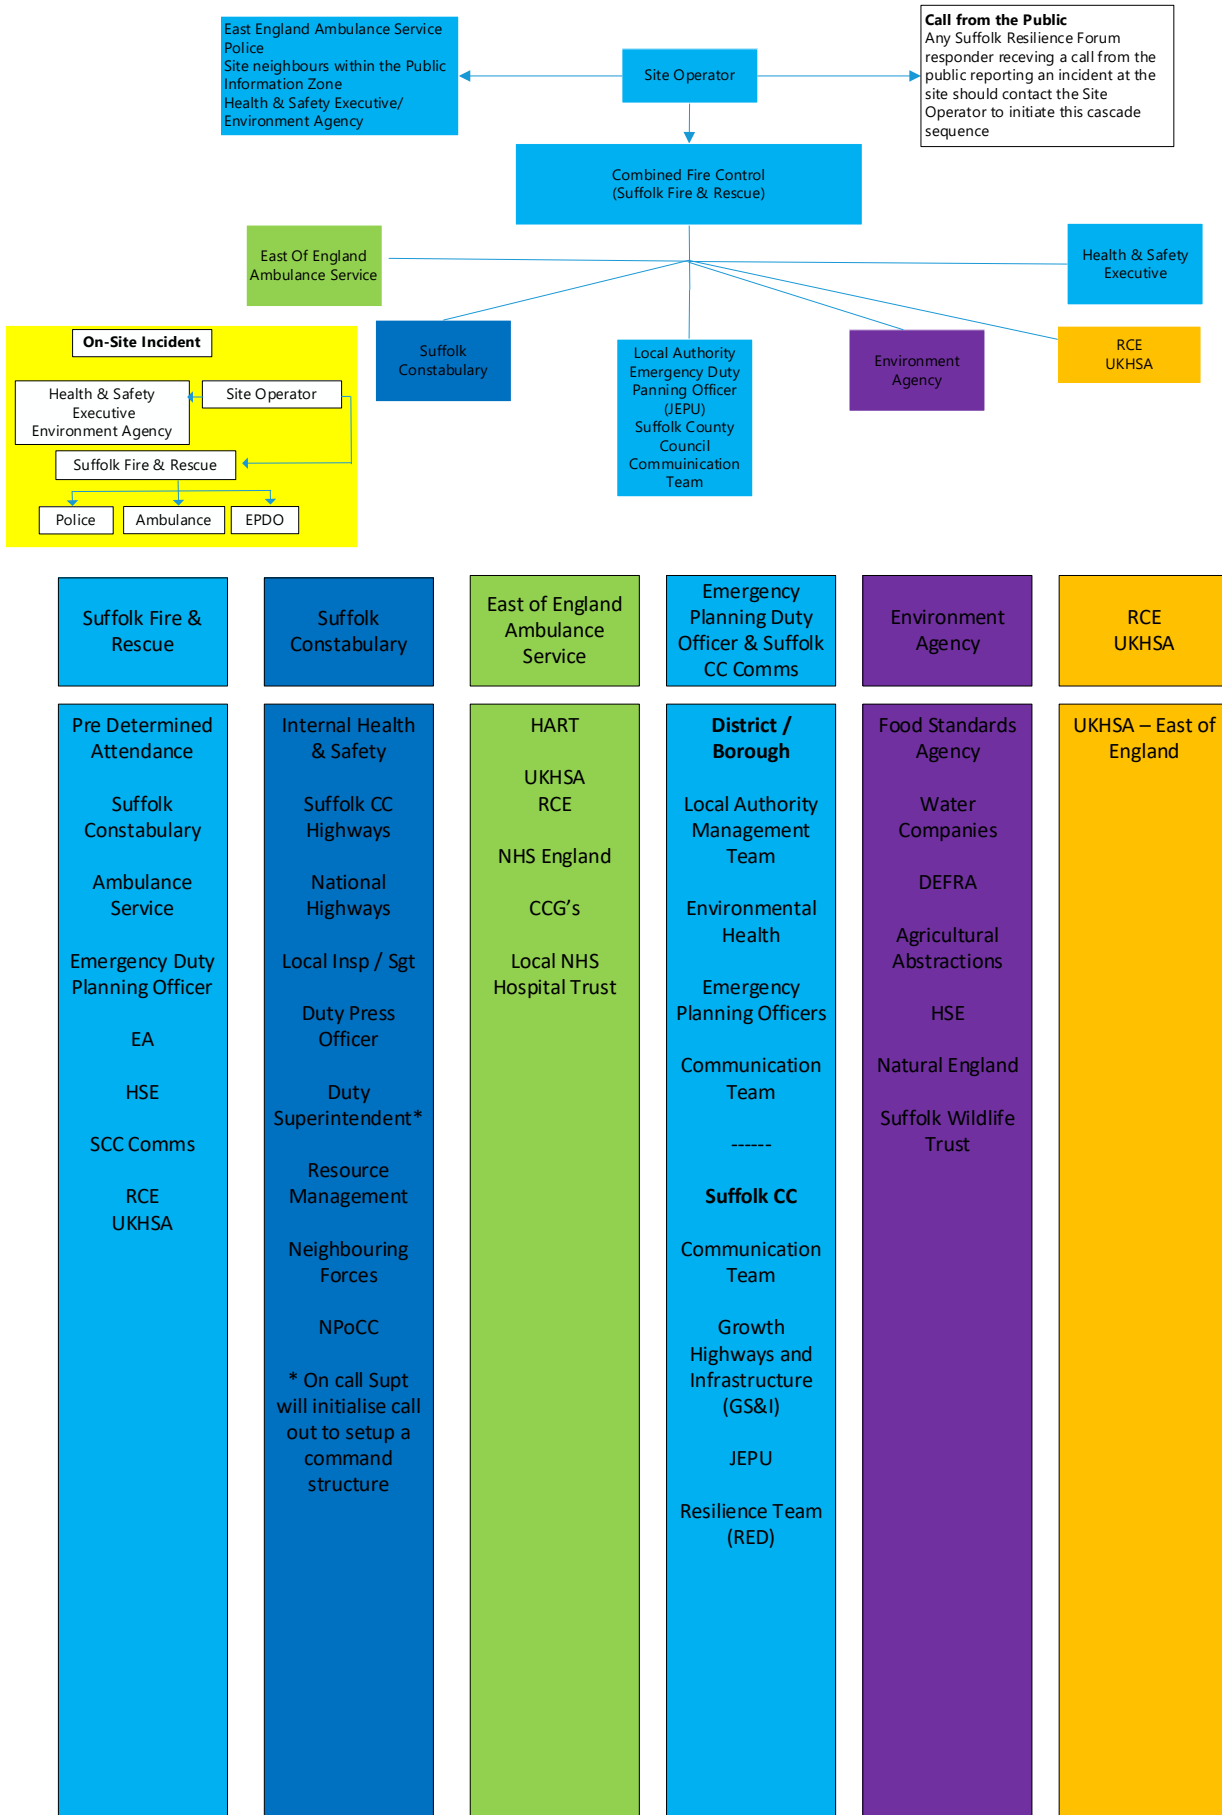 East England Ambulance Service
Police
Site neighbours within the Public
Information Zone
Health & Safety Executive/
Environment Agency
Site Operator
Call from the Public
Any Suffolk Resilience Forum
responder receving a call from the
public reporting an incident at the
site should contact the Site
Operator to initiate this cascade
sequence
Combined Fire Control
(Suffolk Fire & Rescue)
East Of England
Ambulance Service
Health & Safety
Executive
Suffolk
Constabulary
Local Authority
Emergency Duty
Panning Officer
(JEPU)
Suffolk County
Council
Commuinication
Team
Environment
Agency
RCE
UKHSA
On-Site Incident
Health & Safety
Executive
Environment Agency
Site Operator
Suffolk Fire & Rescue
Police
Ambulance
EPDO
Suffolk Fire &
Rescue
Suffolk
Constabulary
East of England
Ambulance
Service
Emergency
Planning Duty
Officer & Suffolk
CC Comms
Environment
Agency
RCE
UKHSA
Pre Determined
Attendance
Suffolk
Constabulary
Ambulance
Service
Emergency Duty
Planning Officer
EA
HSE
SCC Comms
RCE
UKHSA
Internal Health
& Safety
Suffolk CC
Highways
National
Highways
Local Insp / Sgt
Duty Press
Officer
Duty
Superintendent*
Resource
Management
Neighbouring
Forces
NPoCC
* On call Supt
will initialise call
out to setup a
command
structure
HART
UKHSA
RCE
NHS England
CCG’s
Local NHS
Hospital Trust
District /
Borough
Local Authority
Management
Team
Environmental
Health
Emergency
Planning Officers
Communication
Team
------
Suffolk CC
Communication
Team
Growth
Highways and
Infrastructure
(GS&I)
JEPU
Resilience Team
(RED)
Food Standards
Agency
Water
Companies
DEFRA
Agricultural
Abstractions
HSE
Natural England
Suffolk Wildlife
Trust
UKHSA – East of
England